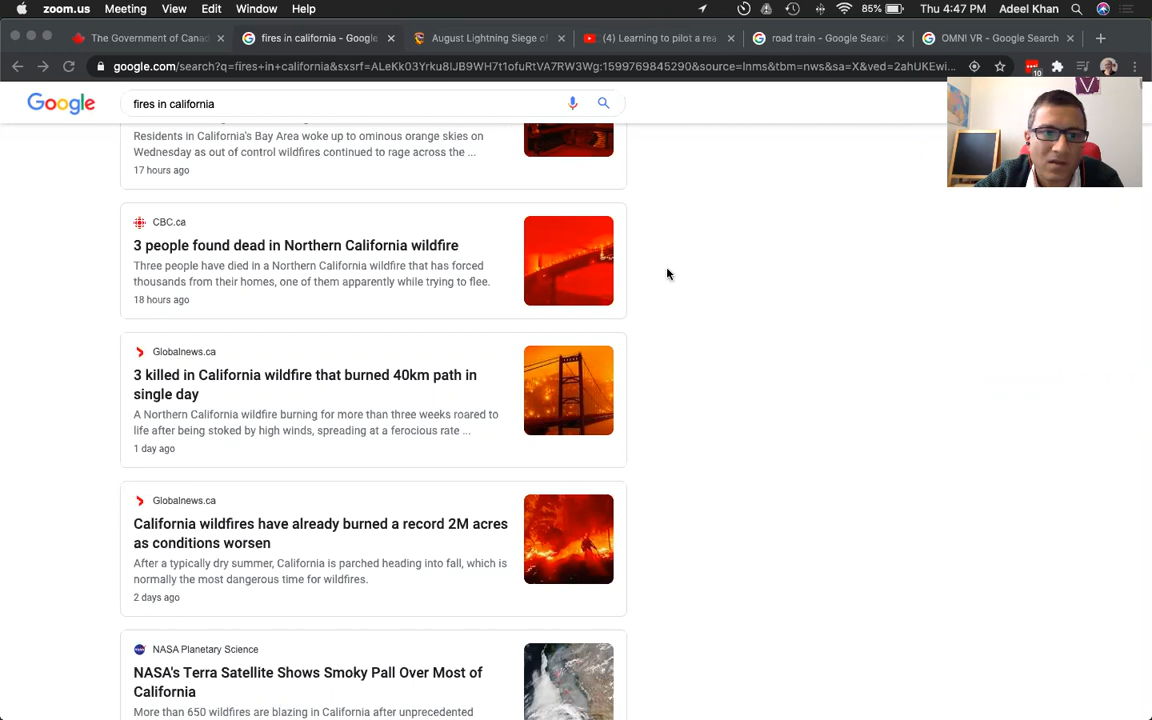 zoom.us Meeting View Edit Window Help 85% Thu 4:47 PM Adeel Khan
The Government of Canad fires in california - Google August Lightning Siege of (4) Learning to pilot a rea road train - Google Search OMNI VR - Google Search
google.com/search?q=fires+in+california&sxsrf=ALeKk03Yrku8IJB9WH7t1ofuRtVA7RW3Wg:1599769845290&source=lnms&tbm=nws&sa=X&ved=2ahUKEwi... 10
Google fires in california
Residents in California's Bay Area woke up to ominous orange skies on
Wednesday as out of control wildfires continued to rage across the ...
17 hours ago
CBC.ca
3 people found dead in Northern California wildfire
Three people have died in a Northern California wildfire that has forced
thousands from their homes, one of them apparently while trying to flee.
18 hours ago
Globalnews.ca
3 killed in California wildfire that burned 40km path in
single day
A Northern California wildfire burning for more than three weeks roared to
life after being stoked by high winds, spreading at a ferocious rate ...
1 day ago
Globalnews.ca
California wildfires have already burned a record 2M acres
as conditions worsen
After a typically dry summer, California is parched heading into fall, which is
normally the most dangerous time for wildfires.
2 days ago
NASA Planetary Science
NASA's Terra Satellite Shows Smoky Pall Over Most of
California
More than 650 wildfires are blazing in California after unprecedented